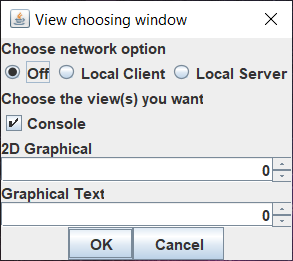 View choosing window
Choose network option
Off Local Client Local Server
Choose the view(s) you want
Console
2D Graphical
0
Graphical Text
0
OK Cancel